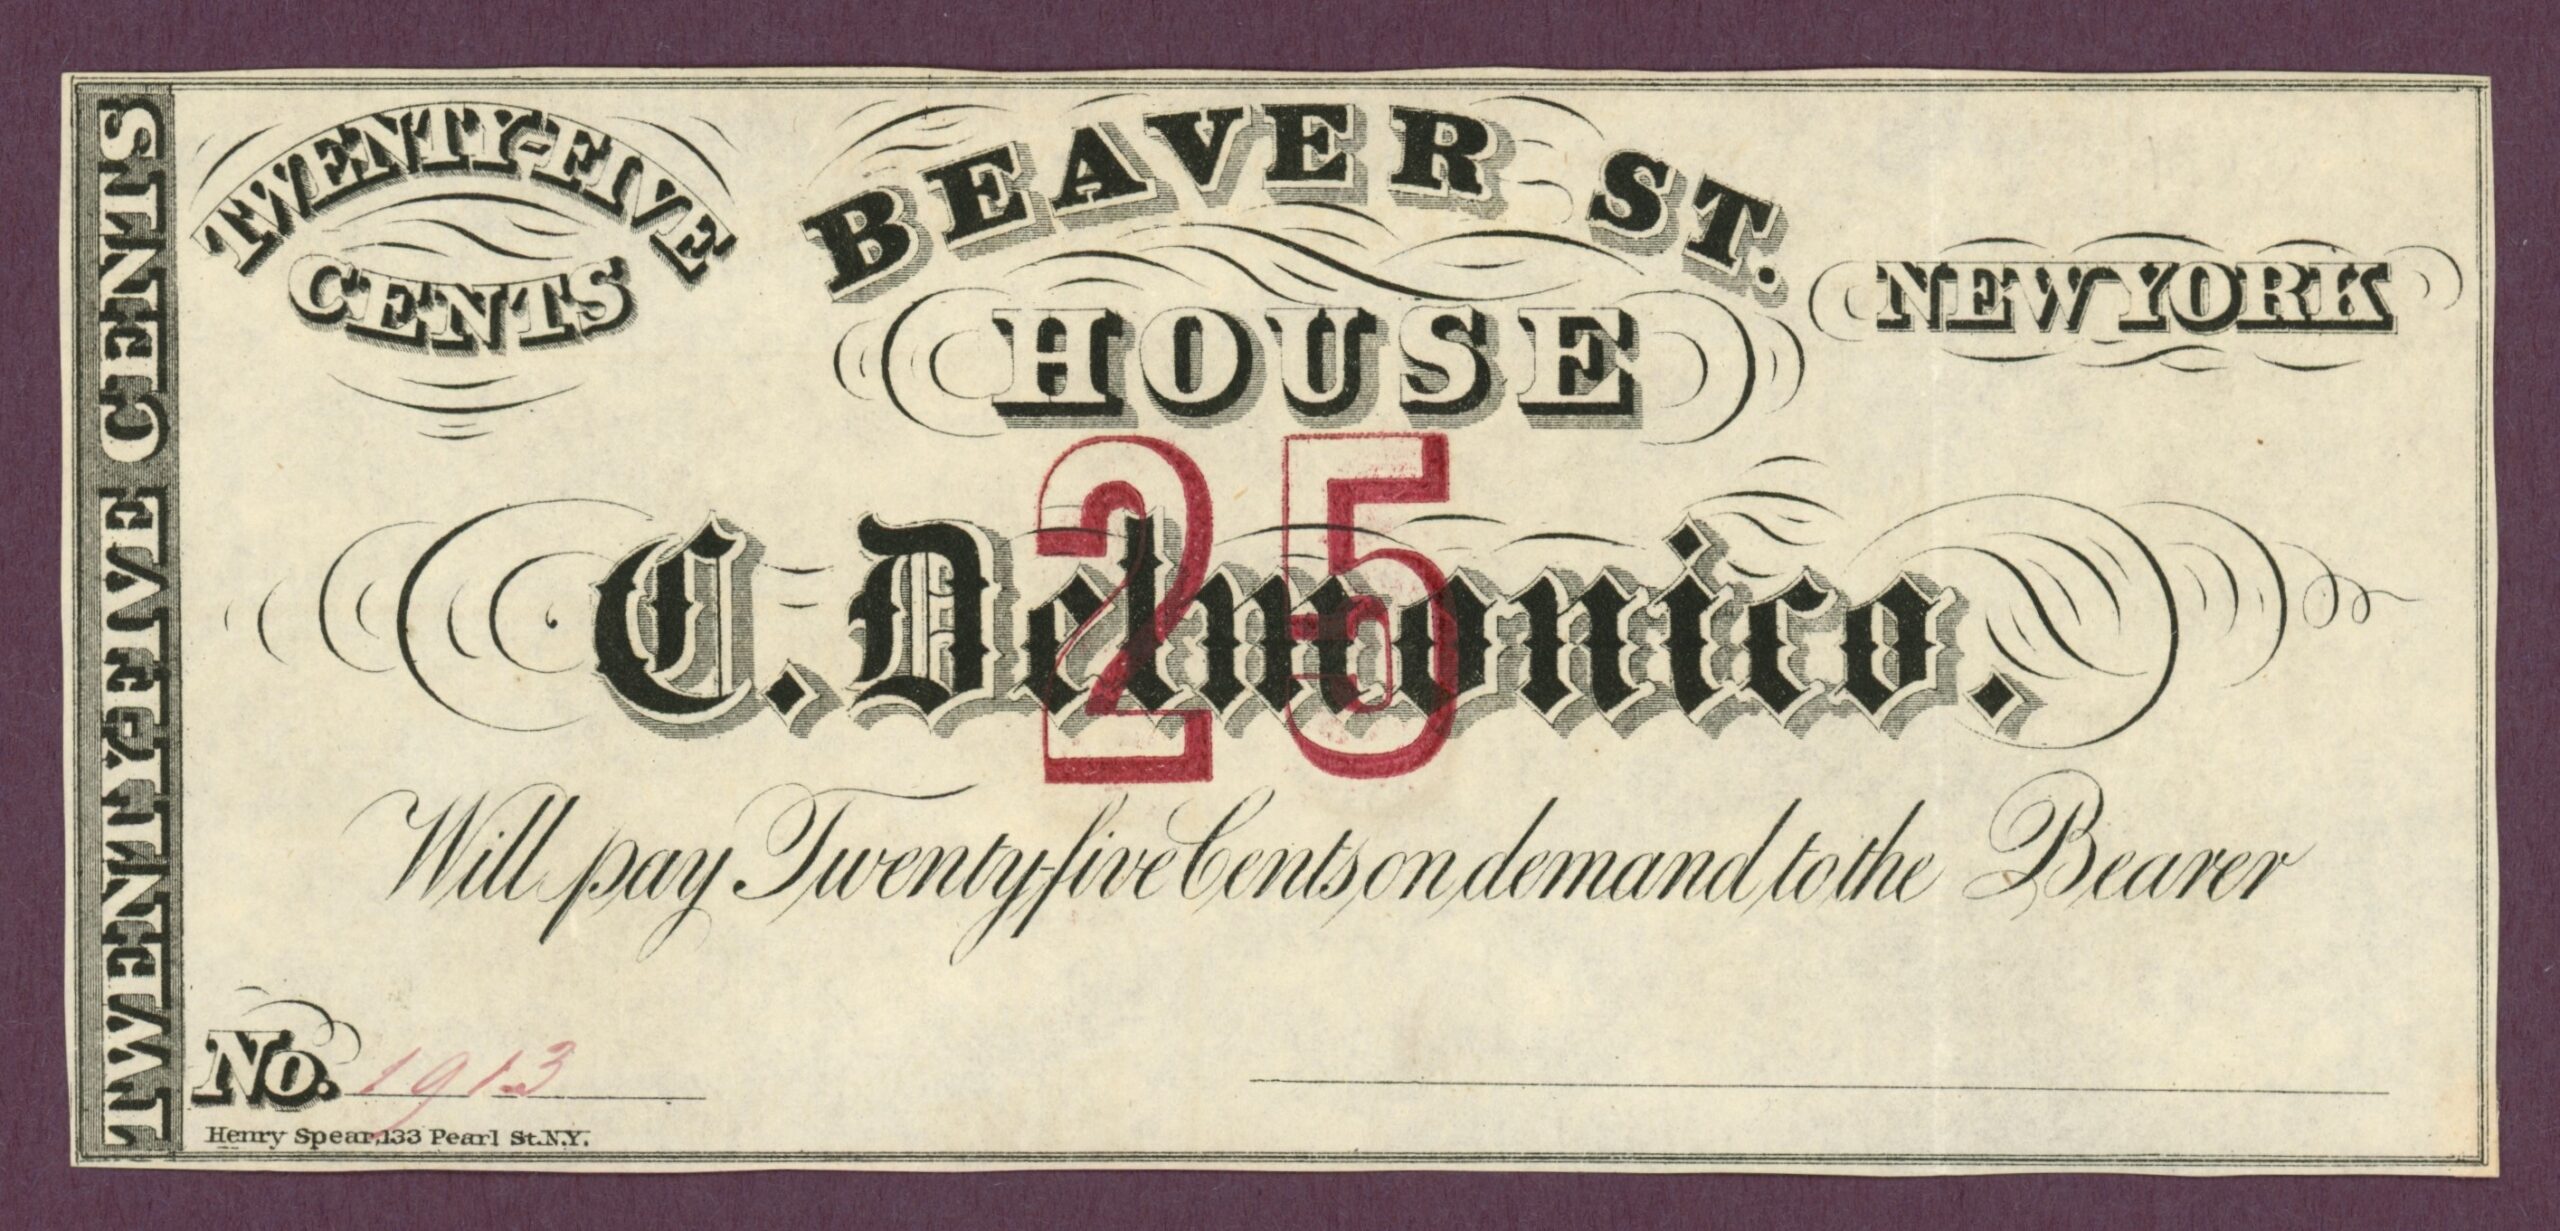 TWENTY-FIVE CENTS
TWENTY-FIVE
CENTS
BEAVER ST.
HOUSE
NEW YORK
25
C. Delmonico.
Will pay Twenty-five Cents on demand to the Bearer
No. 1913
Henry Spear, 133 Pearl St. N.Y.